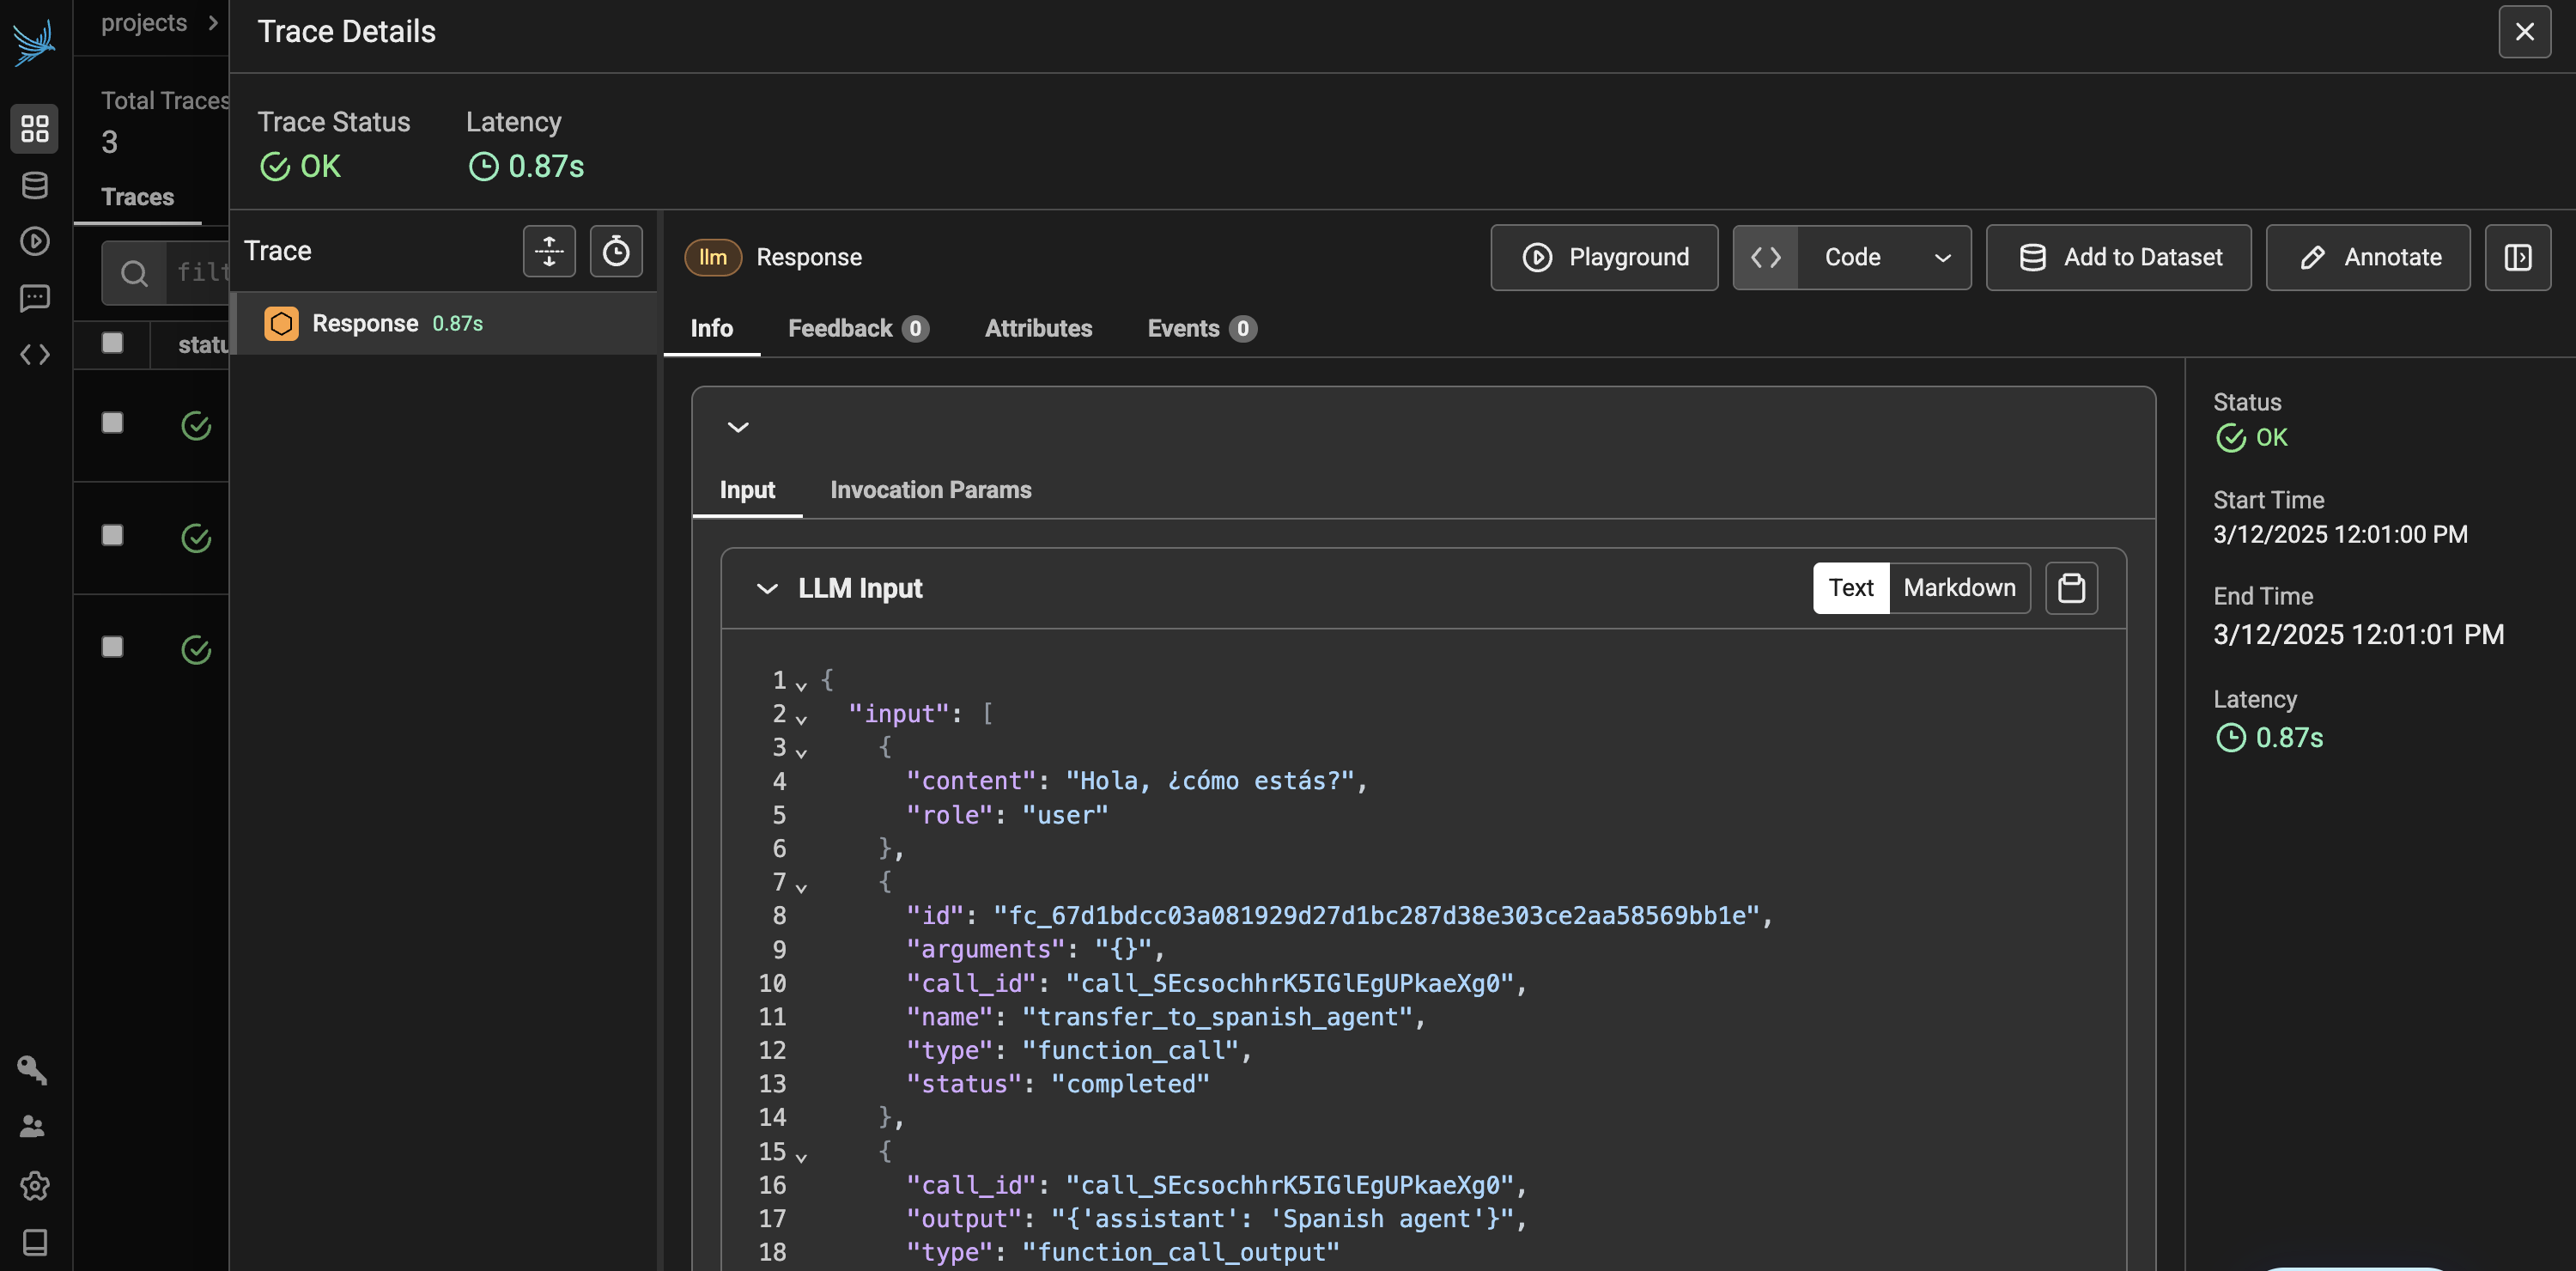 projects
Total Traces
3
Traces
filt
statu
Trace Details
Trace Status
OK
Latency
0.87s
Trace
Response 0.87s
llm Response
Playground
Code
Add to Dataset
Annotate
Info
Feedback 0
Attributes
Events 0
Input
Invocation Params
LLM Input
Text
Markdown
1 {
2 "input": [
3 {
4 "content": "Hola, ¿cómo estás?",
5 "role": "user"
6 },
7 {
8 "id": "fc_67d1bdcc03a081929d27d1bc287d38e303ce2aa58569bb1e",
9 "arguments": "{}",
10 "call_id": "call_SEcsochhrK5IGlEgUPkaeXg0",
11 "name": "transfer_to_spanish_agent",
12 "type": "function_call",
13 "status": "completed"
14 },
15 {
16 "call_id": "call_SEcsochhrK5IGlEgUPkaeXg0",
17 "output": "{'assistant': 'Spanish agent'}",
18 "type": "function_call_output"
Status
OK
Start Time
3/12/2025 12:01:00 PM
End Time
3/12/2025 12:01:01 PM
Latency
0.87s